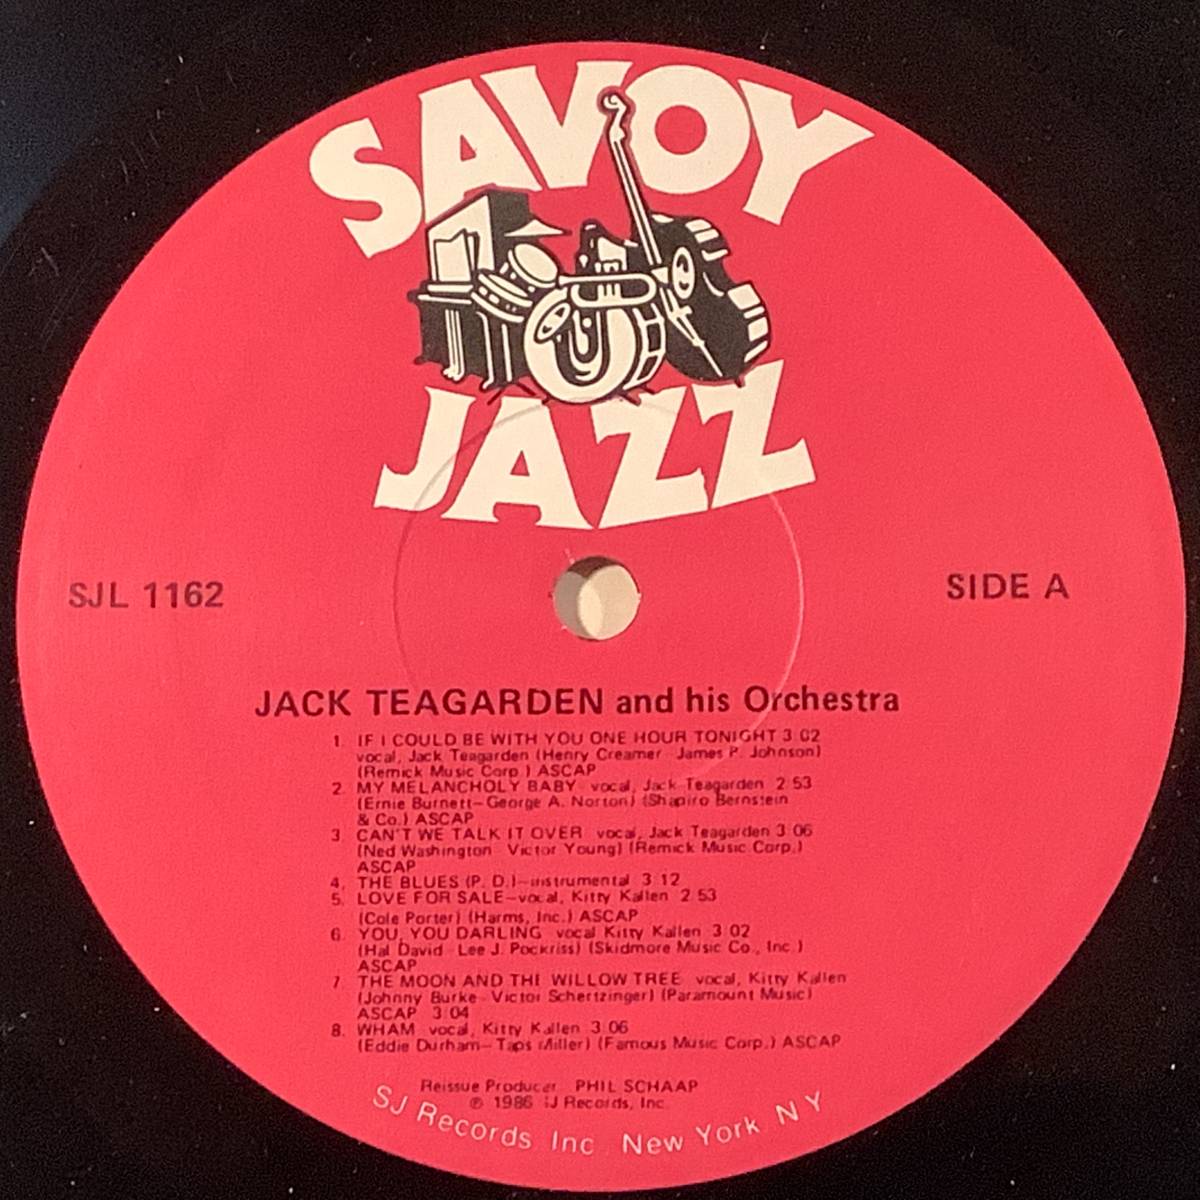 SAVOY
JAZZ
SJL 1162
SIDE A
JACK TEAGARDEN and his Orchestra
1. IF I COULD BE WITH YOU ONE HOUR TONIGHT 3:02
vocal, Jack Teagarden (Henry Creamer-James P. Johnson)
(Remick Music Corp.) ASCAP
2. MY MELANCHOLY BABY vocal, Jack Teagarden 2:53
(Ernie Burnett-George A. Norton) (Shapiro Bernstein
& Co.) ASCAP
3. CAN'T WE TALK IT OVER vocal, Jack Teagarden 3:06
(Ned Washington-Victor Young) (Remick Music Corp.)
ASCAP
4. THE BLUES (P. D.)-instrumental 3:12
5. LOVE FOR SALE-vocal, Kitty Kallen 2:53
(Cole Porter) (Harms, Inc.) ASCAP
6. YOU, YOU DARLING vocal Kitty Kallen 3:02
(Hal David-Lee J. Pockriss) (Skidmore Music Co., Inc.)
ASCAP
7. THE MOON AND THE WILLOW TREE vocal, Kitty Kallen
(Johnny Burke-Victor Schertzinger) (Paramount Music)
ASCAP 3:04
8. WHAM vocal, Kitty Kallen 3:06
(Eddie Durham-Taps Miller) (Famous Music Corp.) ASCAP
Reissue Producer: PHIL SCHAAP
℗ 1986 SJ Records, Inc.
SJ Records Inc New York N Y